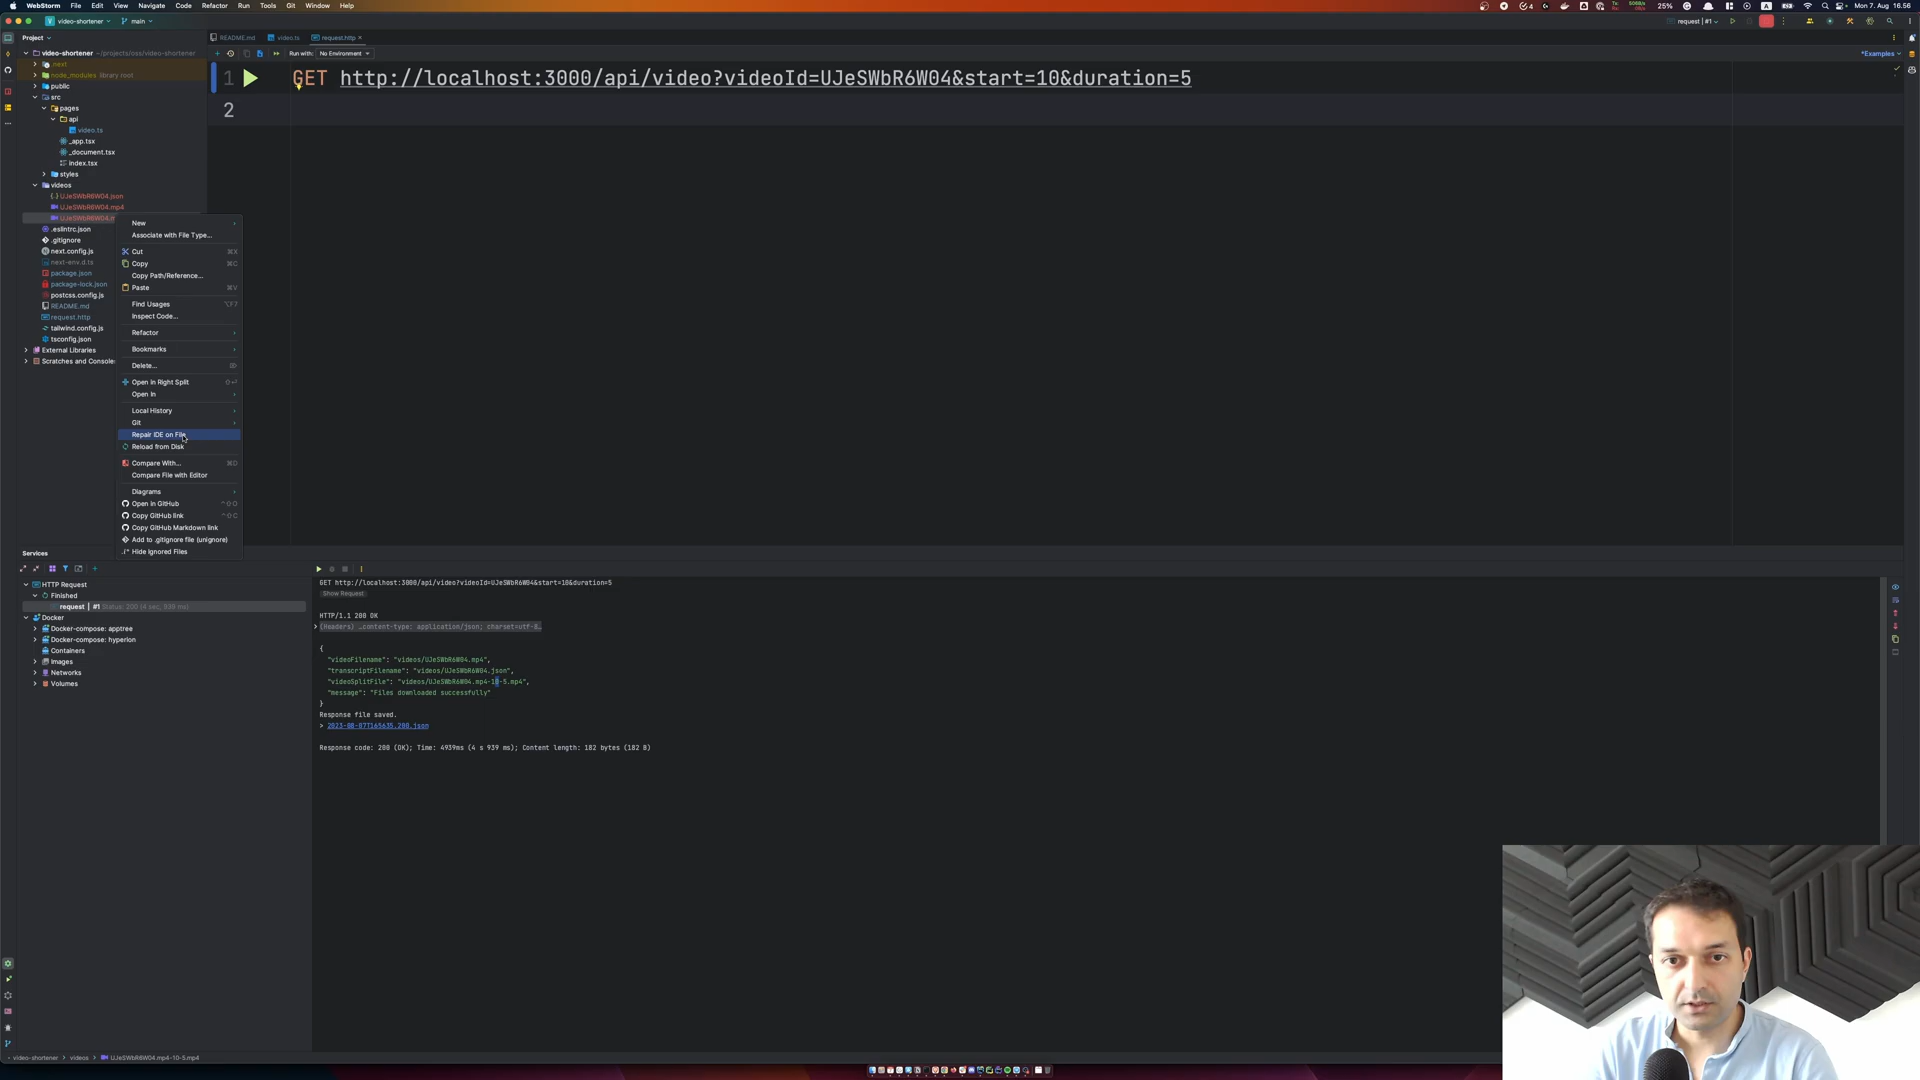 WebStorm File Edit View Navigate Code Refactor Run Tools Git Window Help
25% Mon 7. Aug 16.56
video-shortener main request | #1
Project README.md video.ts request.http
Run with: No Environment *Examples
video-shortener ~/projects/oss/video-shortener
.next
node_modules library root
public
src
pages
api
video.ts
_app.tsx
_document.tsx
index.tsx
styles
videos
UJeSWbR6W04.json
UJeSWbR6W04.mp4
UJeSWbR6W04.m
.eslintrc.json
.gitignore
next.config.js
next-env.d.ts
package.json
package-lock.json
postcss.config.js
README.md
request.http
tailwind.config.js
tsconfig.json
External Libraries
Scratches and Console
1 GET http://localhost:3000/api/video?videoId=UJeSWbR6W04&start=10&duration=5
2
New
Associate with File Type...
Cut ⌘X
Copy ⌘C
Copy Path/Reference...
Paste ⌘V
Find Usages ⌥F7
Inspect Code...
Refactor
Bookmarks
Delete...
Open in Right Split
Open In
Local History
Git
Repair IDE on File
Reload from Disk
Compare With... ⌘D
Compare File with Editor
Diagrams
Open in GitHub
Copy GitHub link
Copy GitHub Markdown link
Add to .gitignore file (unignore)
Hide Ignored Files
Services
HTTP Request
Finished
request | #1 Status: 200 (4 sec, 939 ms)
Docker
Docker-compose: apptree
Docker-compose: hyperion
Containers
Images
Networks
Volumes
GET http://localhost:3000/api/video?videoId=UJeSWbR6W04&start=10&duration=5
Show Request
HTTP/1.1 200 OK
(Headers) …content-type: application/json; charset=utf-8…
{
"videoFilename": "videos/UJeSWbR6W04.mp4",
"transcriptFilename": "videos/UJeSWbR6W04.json",
"videoSplitFile": "videos/UJeSWbR6W04.mp4-10-5.mp4",
"message": "Files downloaded successfully"
}
Response file saved.
> 2023-08-07T165635.200.json
Response code: 200 (OK); Time: 4939ms (4 s 939 ms); Content length: 182 bytes (182 B)
video-shortener > videos > UJeSWbR6W04.mp4-10-5.mp4